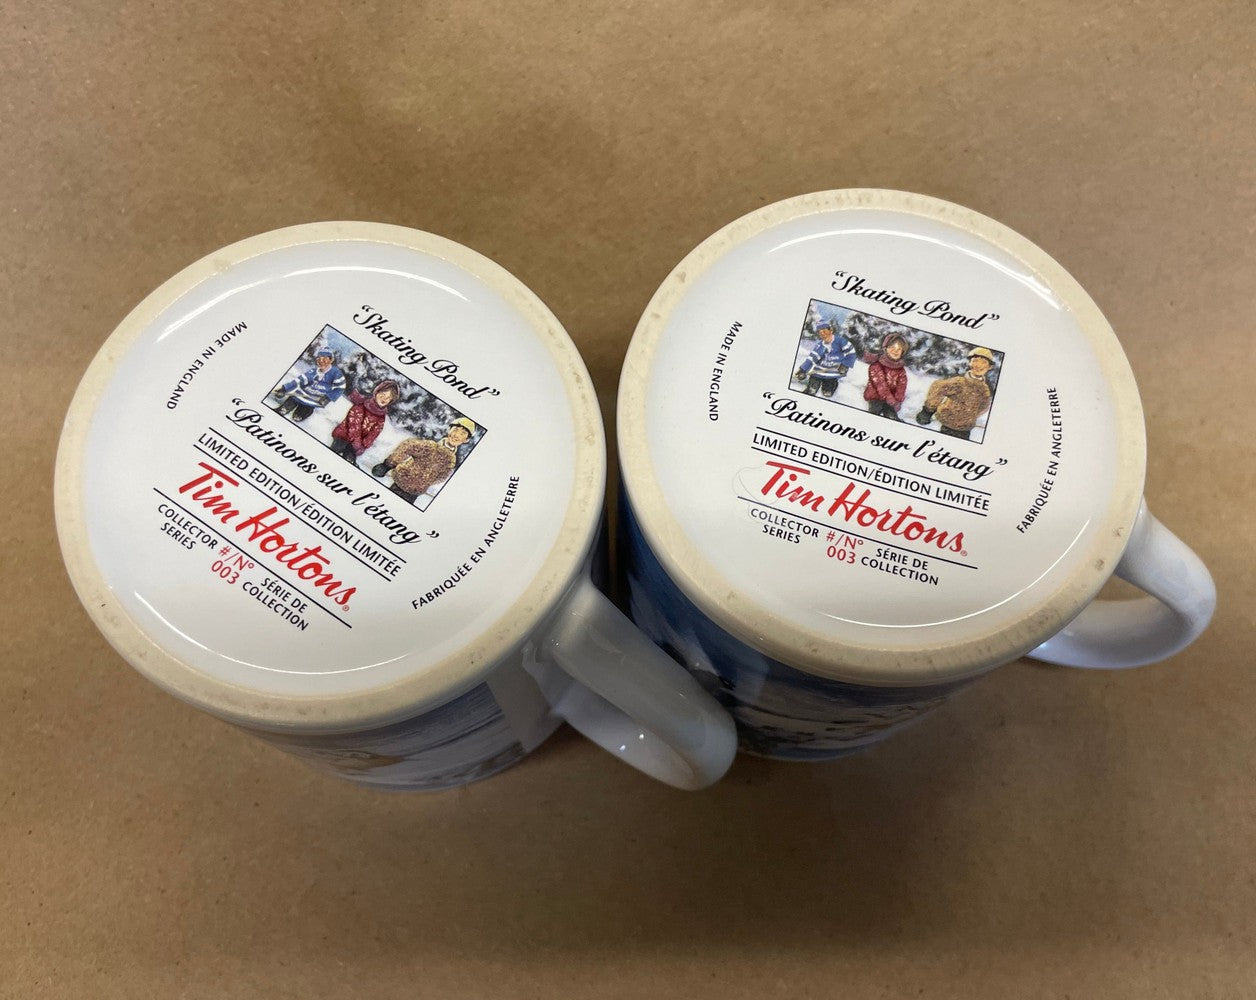 "Skating Pond"
"Patinons sur l'étang"
LIMITED EDITION/ÉDITION LIMITÉE
Tim Hortons®
COLLECTOR SERIES #/N° 003 SÉRIE DE COLLECTION
MADE IN ENGLAND
FABRIQUÉE EN ANGLETERRE
"Skating Pond"
"Patinons sur l'étang"
LIMITED EDITION/ÉDITION LIMITÉE
Tim Hortons®
COLLECTOR SERIES #/N° 003 SÉRIE DE COLLECTION
MADE IN ENGLAND
FABRIQUÉE EN ANGLETERRE